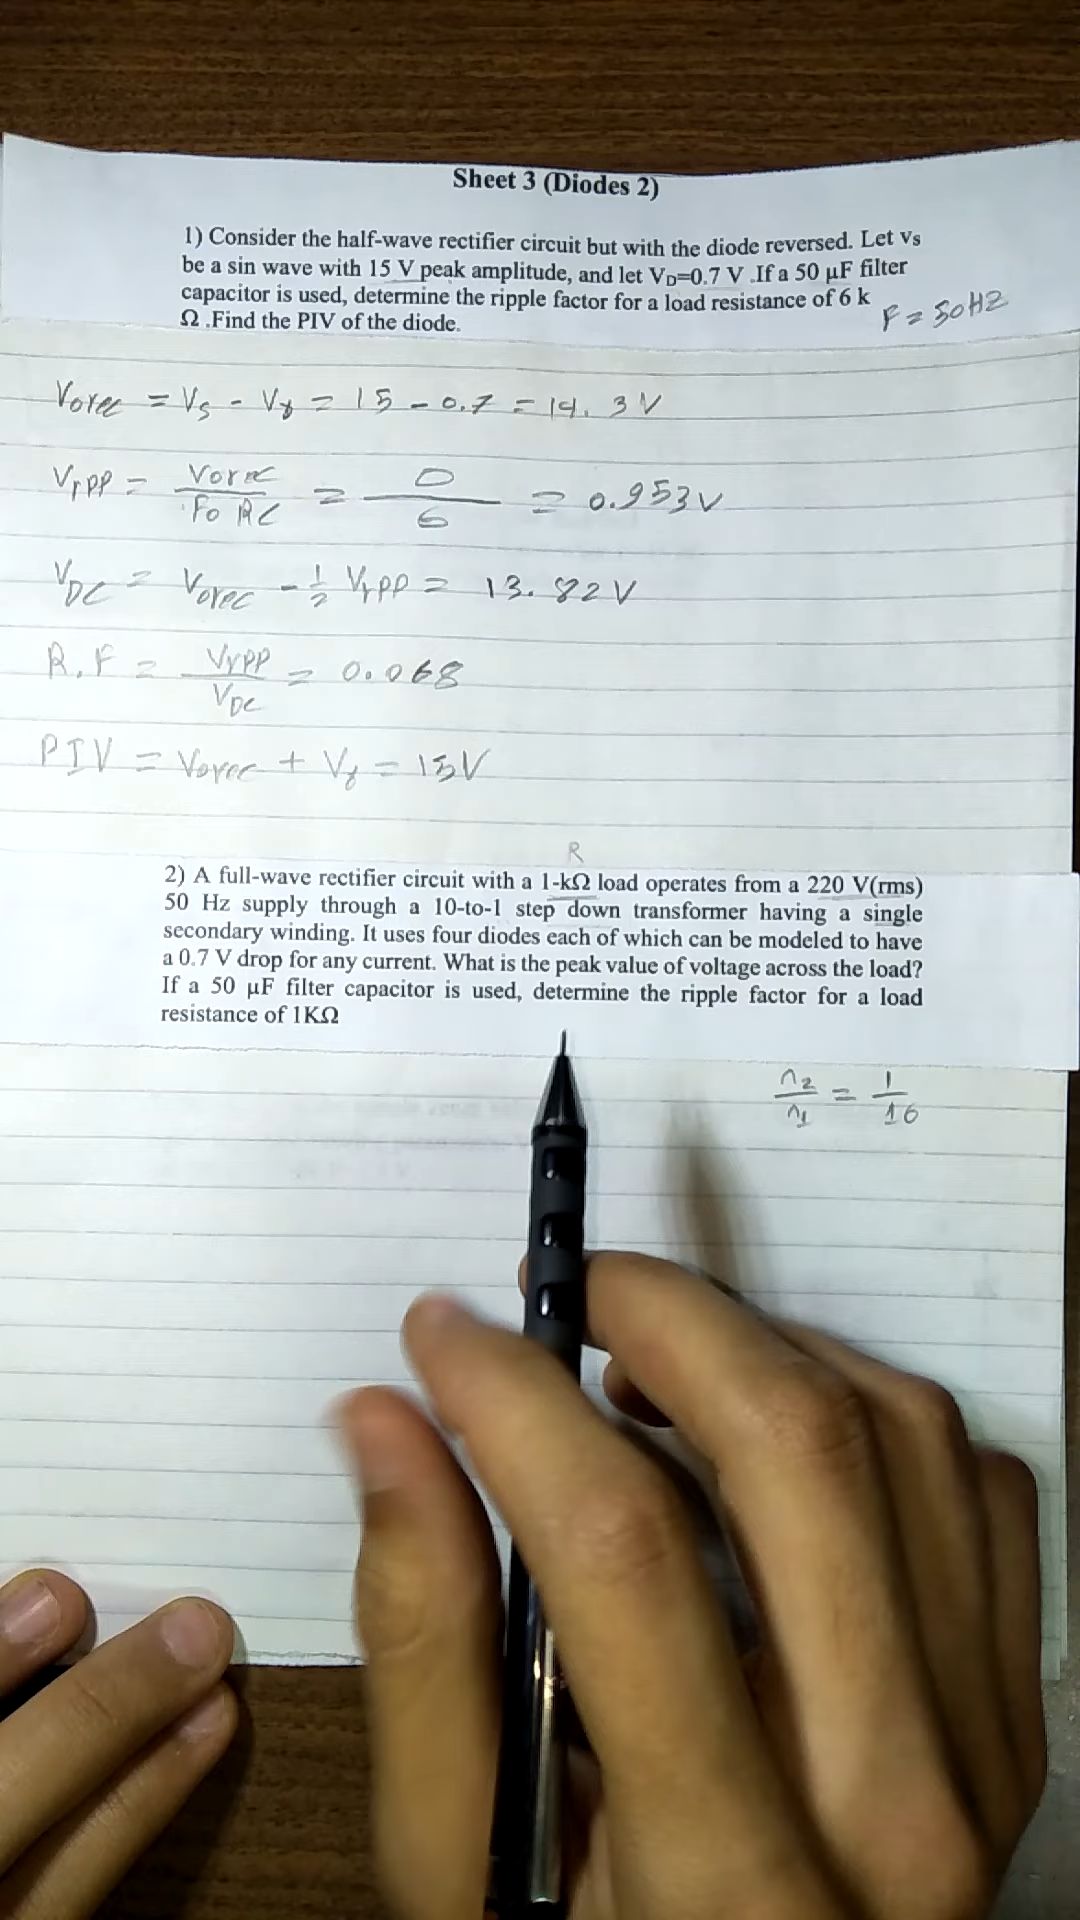 Sheet 3 (Diodes 2)
1) Consider the half-wave rectifier circuit but with the diode reversed. Let vs
be a sin wave with 15 V peak amplitude, and let VD=0.7 V .If a 50 μF filter
capacitor is used, determine the ripple factor for a load resistance of 6 k
Ω .Find the PIV of the diode.
F = 50HZ
Vorec = Vs - Vγ = 15 - 0.7 = 14.3V
VrPP = Vorec / Fo RC = 0 / 6 = 0.953V
VDC = Vorec - 1/2 VrPP = 13.82V
R.F = VrPP / VDC = 0.068
PIV = Vorec + Vγ = 15V
R
2) A full-wave rectifier circuit with a 1-kΩ load operates from a 220 V(rms)
50 Hz supply through a 10-to-1 step down transformer having a single
secondary winding. It uses four diodes each of which can be modeled to have
a 0.7 V drop for any current. What is the peak value of voltage across the load?
If a 50 μF filter capacitor is used, determine the ripple factor for a load
resistance of 1KΩ
n2 / n1 = 1 / 10